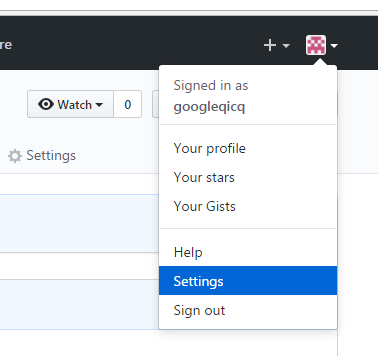 re
Watch
0
Signed in as
googleqicq
Settings
Your profile
Your stars
Your Gists
Help
Settings
Sign out